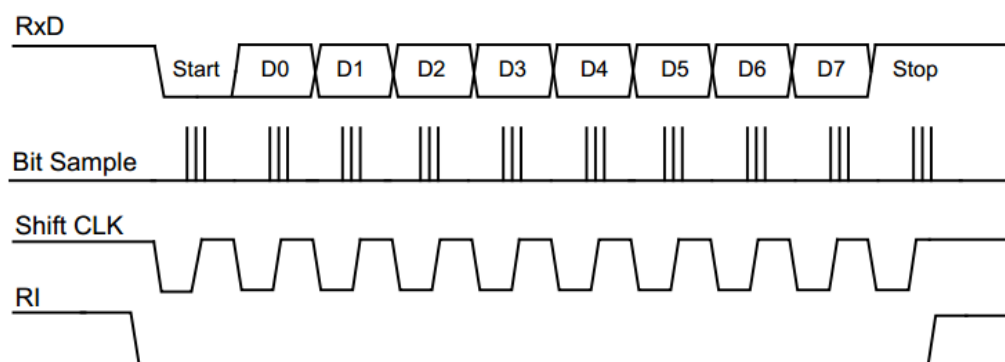 RxD
Start D0 D1 D2 D3 D4 D5 D6 D7 Stop
Bit Sample
Shift CLK
RI